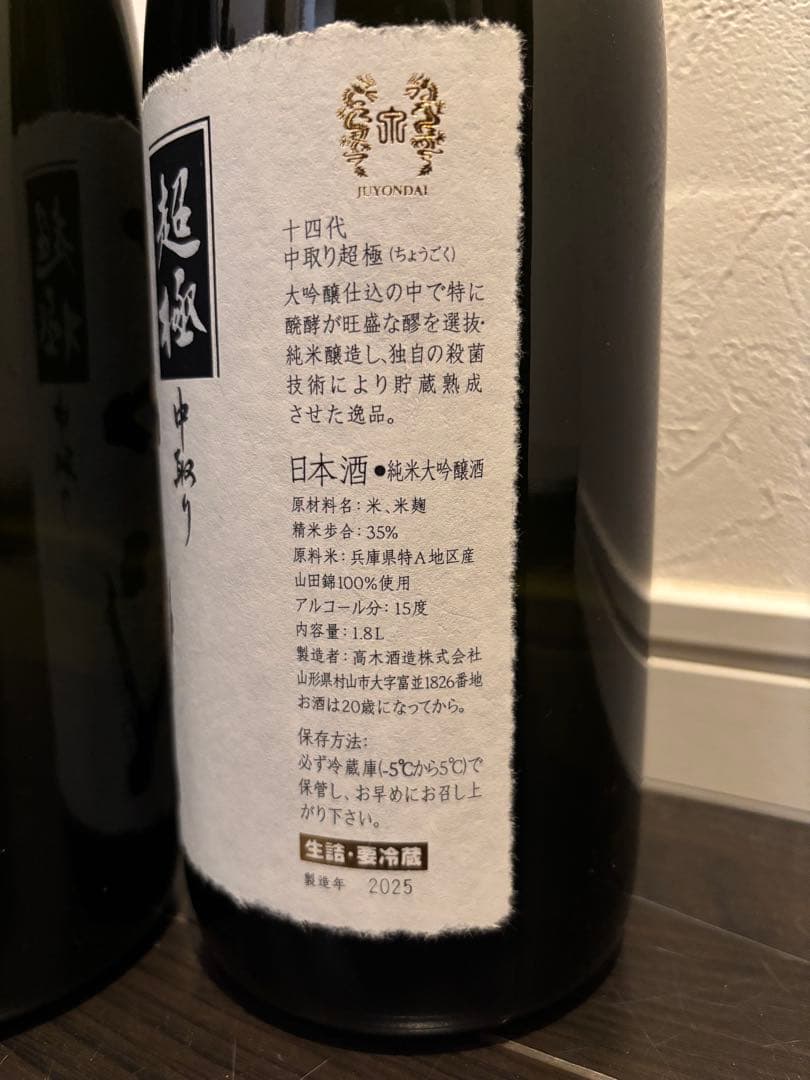 超極
中取り
超極
中取り
JUYONDAI
十四代
中取り超極(ちょうごく)
大吟醸仕込の中で特に
醗酵が旺盛な醪を選抜・
純米醸造し、独自の殺菌
技術により貯蔵熟成
させた逸品。
日本酒●純米大吟醸酒
原材料名:米、米麹
精米歩合:35%
原料米:兵庫県特A地区産
山田錦100%使用
アルコール分:15度
内容量:1.8L
製造者:高木酒造株式会社
山形県村山市大字富並1826番地
お酒は20歳になってから。
保存方法:
必ず冷蔵庫(-5℃から5℃)で
保管し、お早めにお召し上
がり下さい。
生詰・要冷蔵
製造年 2025